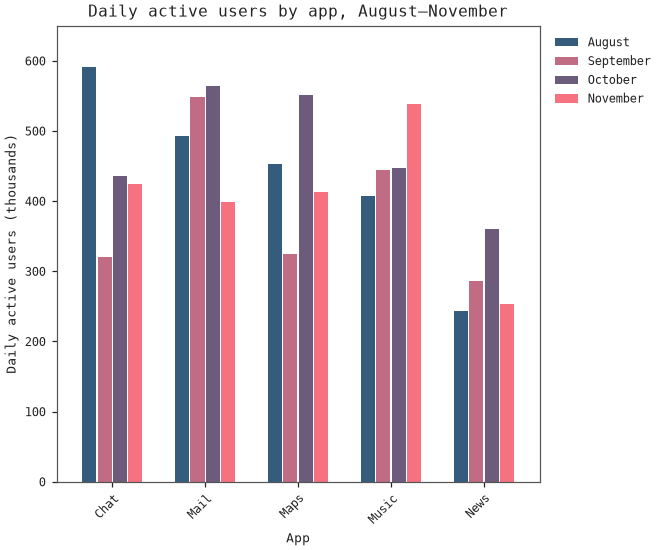 Daily active users by app, August–November
August
September
October
November
Daily active users (thousands)
600
500
400
300
200
100
0
Chat
Mail
Maps
Music
News
App